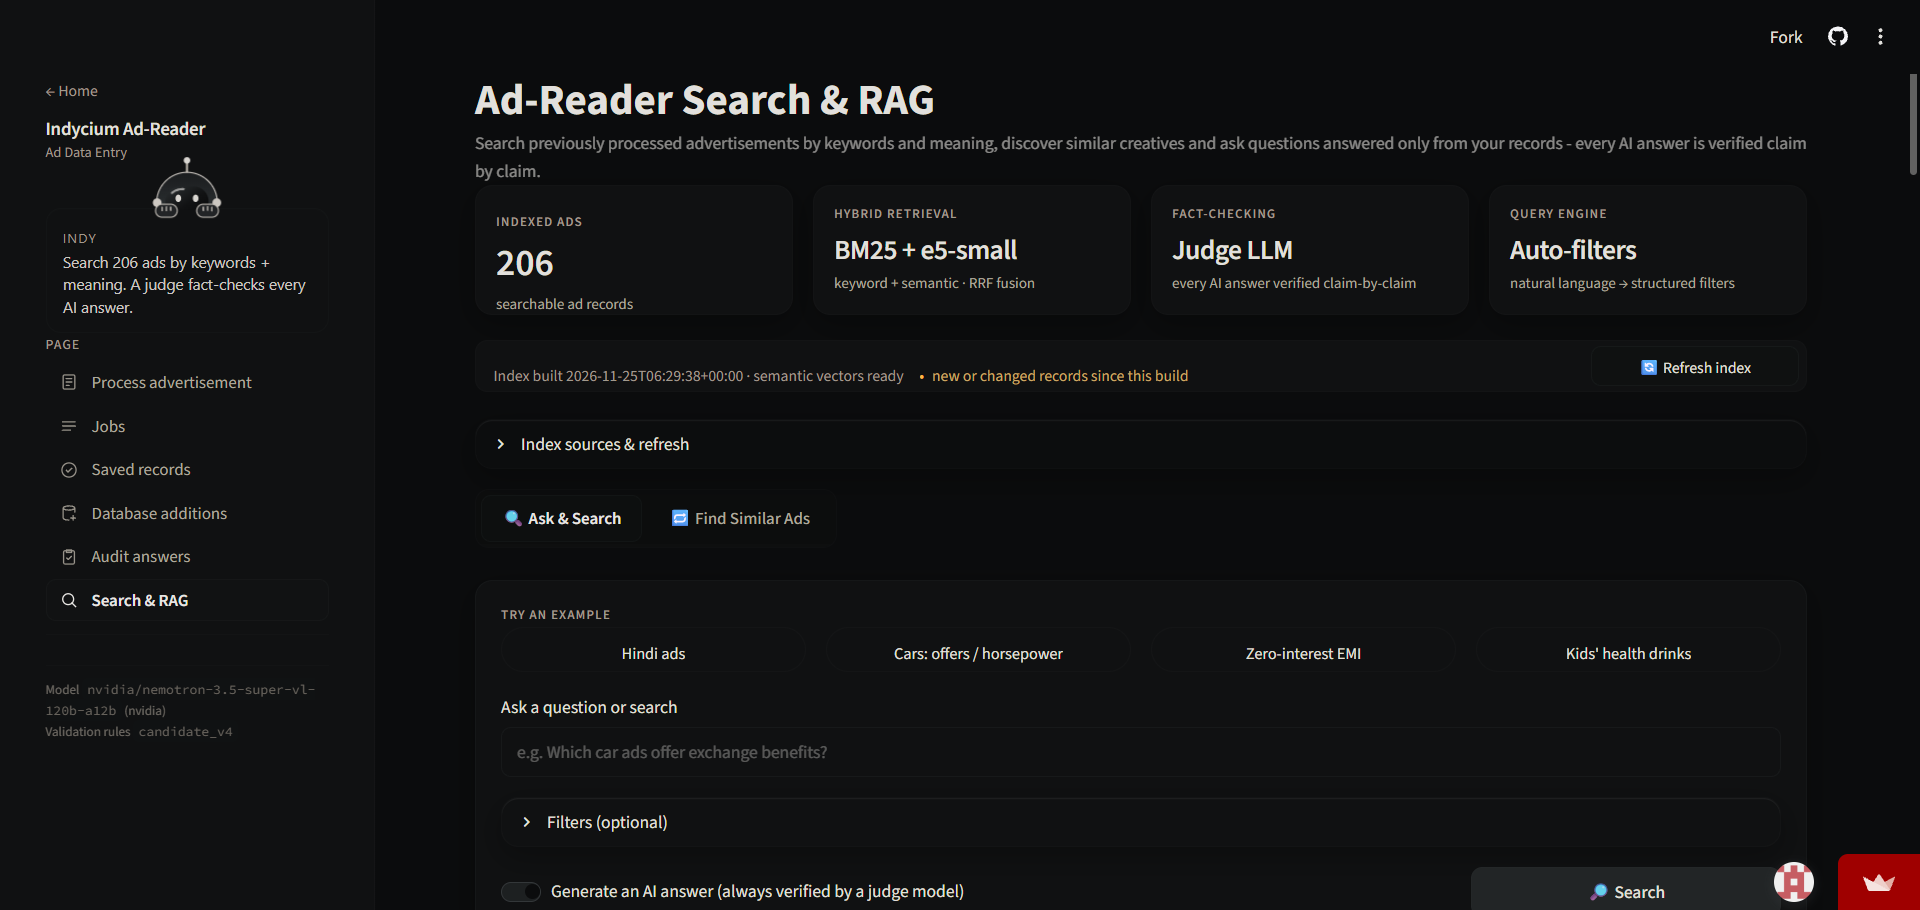 Fork
← Home
Indycium Ad-Reader
Ad Data Entry
INDY
Search 206 ads by keywords +
meaning. A judge fact-checks every
AI answer.
PAGE
Process advertisement
Jobs
Saved records
Database additions
Audit answers
Search & RAG
Model nvidia/nemotron-3.5-super-vl-
120b-a12b (nvidia)
Validation rules candidate_v4
Ad-Reader Search & RAG
Search previously processed advertisements by keywords and meaning, discover similar creatives and ask questions answered only from your records - every AI answer is verified claim
by claim.
INDEXED ADS
206
searchable ad records
HYBRID RETRIEVAL
BM25 + e5-small
keyword + semantic · RRF fusion
FACT-CHECKING
Judge LLM
every AI answer verified claim-by-claim
QUERY ENGINE
Auto-filters
natural language → structured filters
Index built 2026-11-25T06:29:38+00:00 · semantic vectors ready • new or changed records since this build
Refresh index
Index sources & refresh
Ask & Search
Find Similar Ads
TRY AN EXAMPLE
Hindi ads
Cars: offers / horsepower
Zero-interest EMI
Kids' health drinks
Ask a question or search
e.g. Which car ads offer exchange benefits?
Filters (optional)
Generate an AI answer (always verified by a judge model)
Search